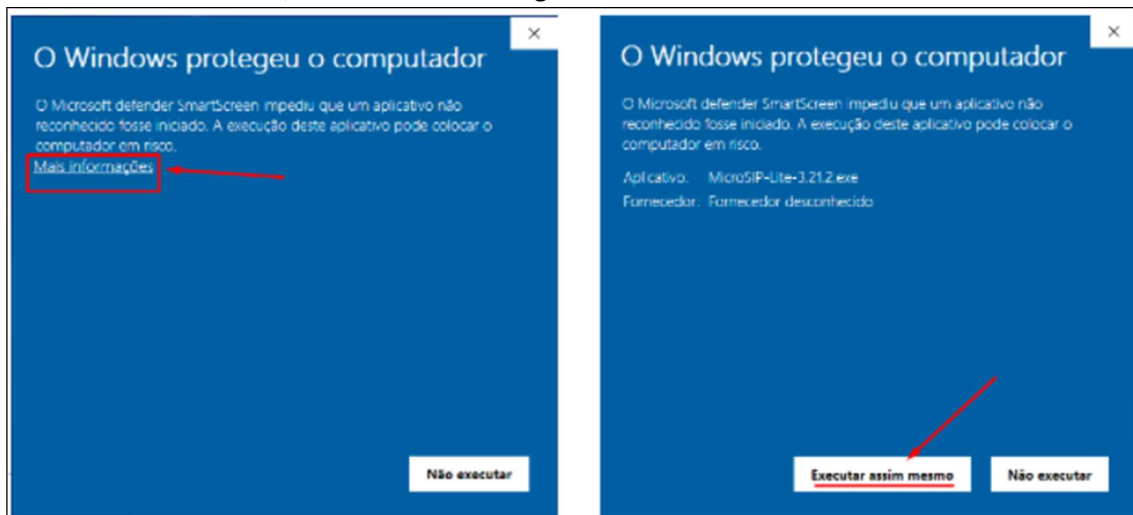 O Windows protegeu o computador
O Microsoft defender SmartScreen impediu que um aplicativo não
reconhecido fosse iniciado. A execução deste aplicativo pode colocar o
computador em risco.
Mais informações
Não executar
O Windows protegeu o computador
O Microsoft defender SmartScreen impediu que um aplicativo não
reconhecido fosse iniciado. A execução deste aplicativo pode colocar o
computador em risco.
Aplicativo: MicroSIP-Lite-3.21.2.exe
Fornecedor: Fornecedor desconhecido
Executar assim mesmo Não executar